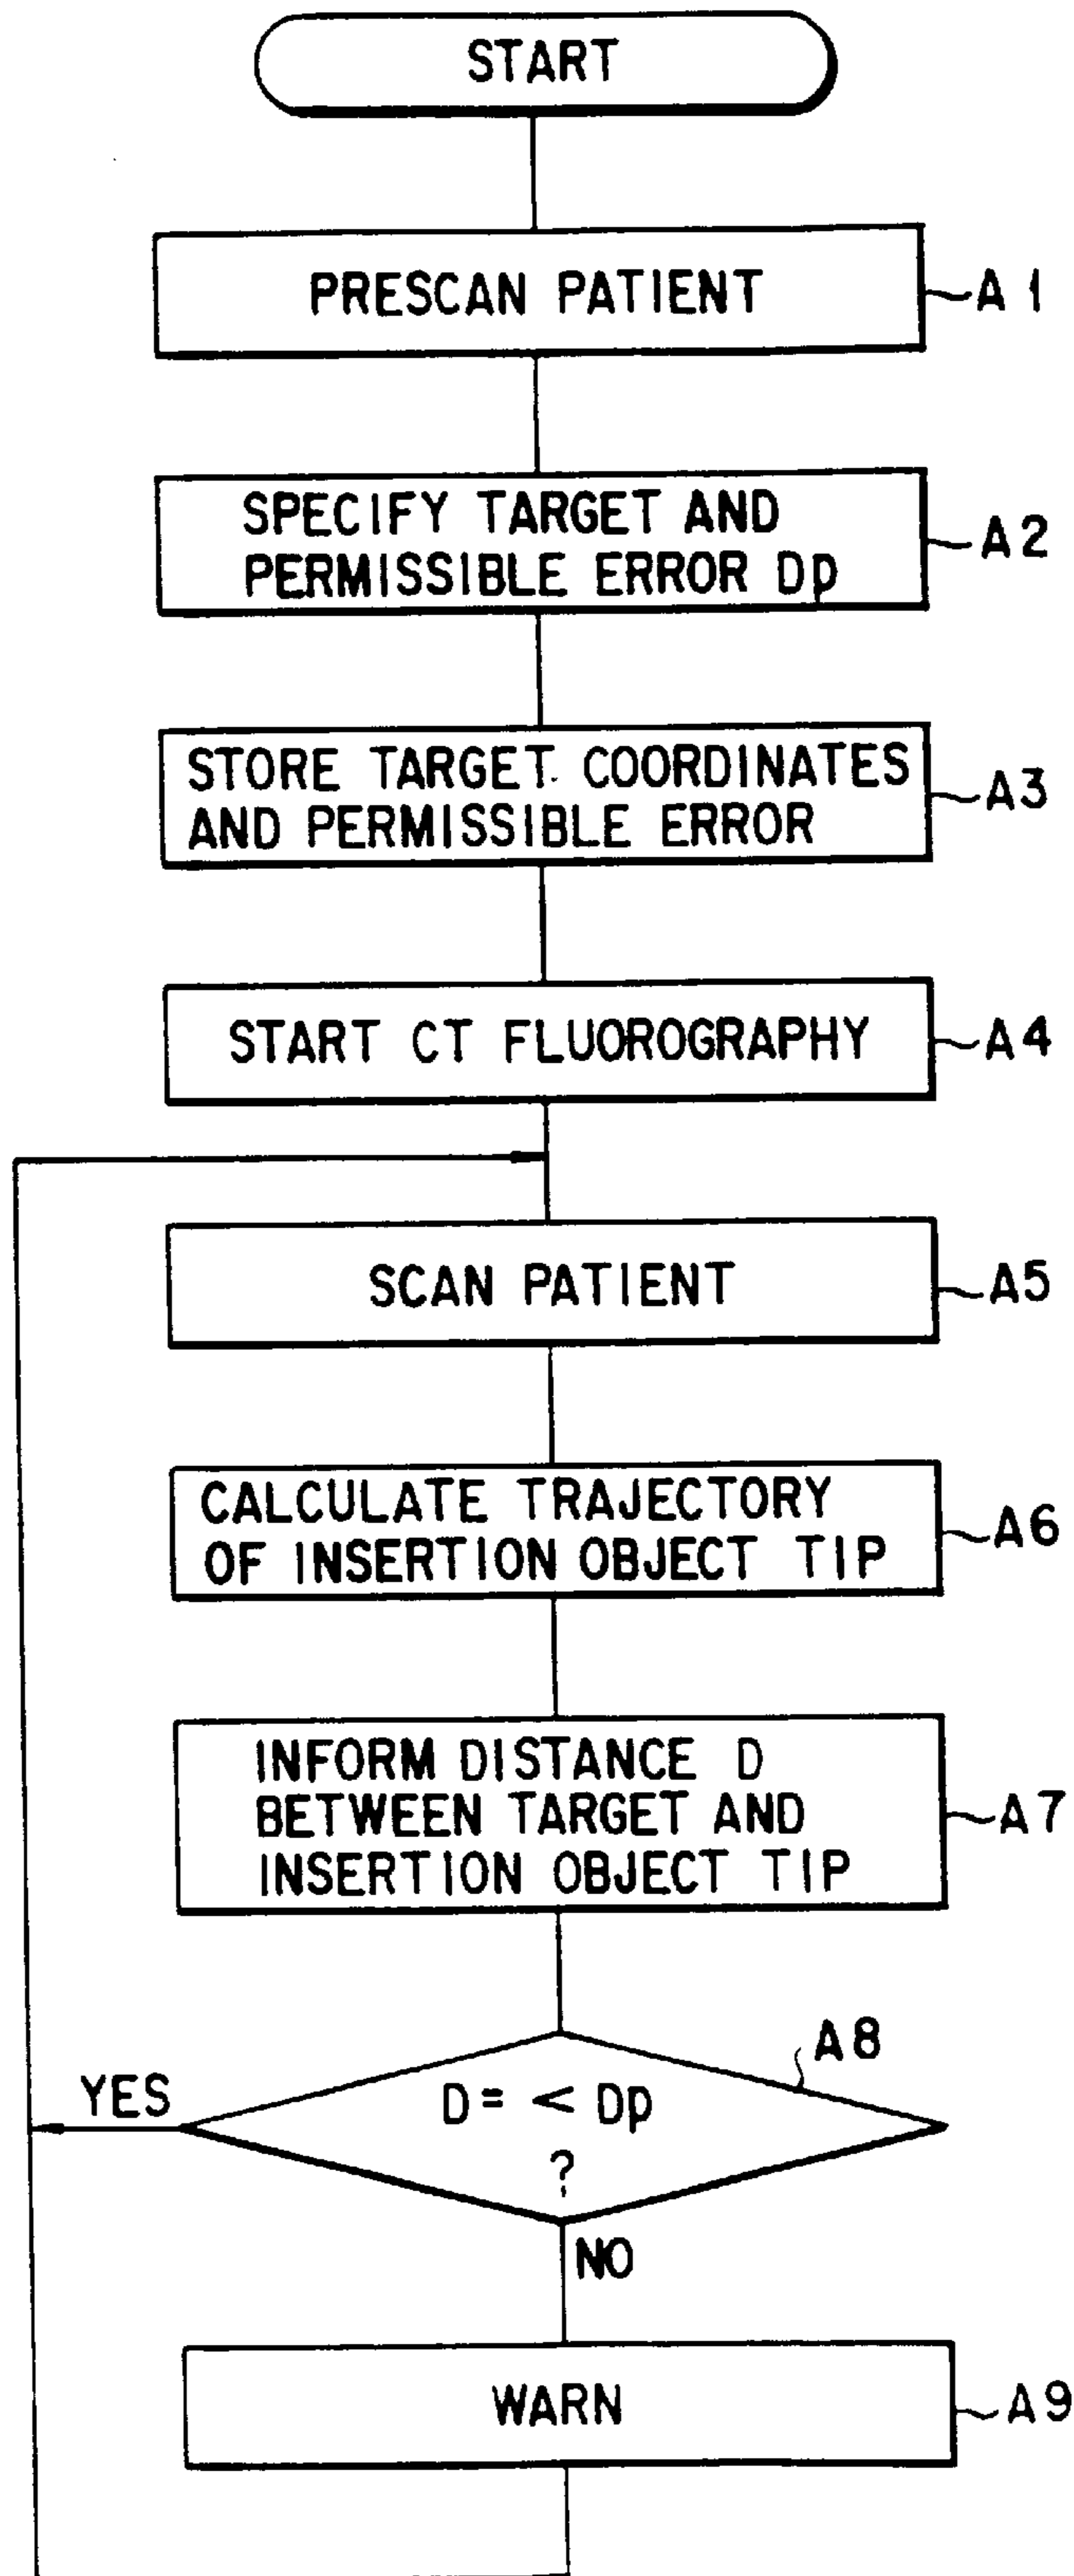 START
PRESCAN PATIENT
A1
SPECIFY TARGET AND
PERMISSIBLE ERROR Dp
A2
STORE TARGET COORDINATES
AND PERMISSIBLE ERROR
A3
START CT FLUOROGRAPHY
A4
SCAN PATIENT
A5
CALCULATE TRAJECTORY
OF INSERTION OBJECT TIP
A6
INFORM DISTANCE D
BETWEEN TARGET AND
INSERTION OBJECT TIP
A7
A8
YES
D= < Dp
?
NO
WARN
A9